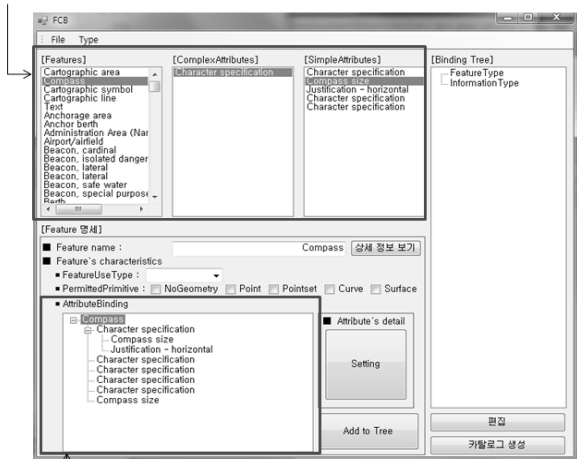 FCB
File Type
[Features]
Cartographic area
Compass
Cartographic symbol
Cartographic line
Text
Anchorage area
Anchor berth
Administration Area (Nar
Airport/airfield
Beacon, cardinal
Beacon, isolated danger
Beacon, lateral
Beacon, lateral
Beacon, safe water
Beacon, special purpose
Berth
[ComplexAttributes]
Character specification
[SimpleAttributes]
Character specification
Compass size
Justification - horizontal
Character specification
Character specification
[Binding Tree]
FeatureType
InformationType
[Feature 명세]
■ Feature name : Compass 상세 정보 보기
■ Feature's characteristics
▪ FeatureUseType :
▪ PermittedPrimitive : NoGeometry Point Pointset Curve Surface
▪ AttributeBinding
Compass
Character specification
Compass size
Justification - horizontal
Character specification
Character specification
Character specification
Character specification
Compass size
■ Attribute's detail
Setting
Add to Tree
편집
카탈로그 생성